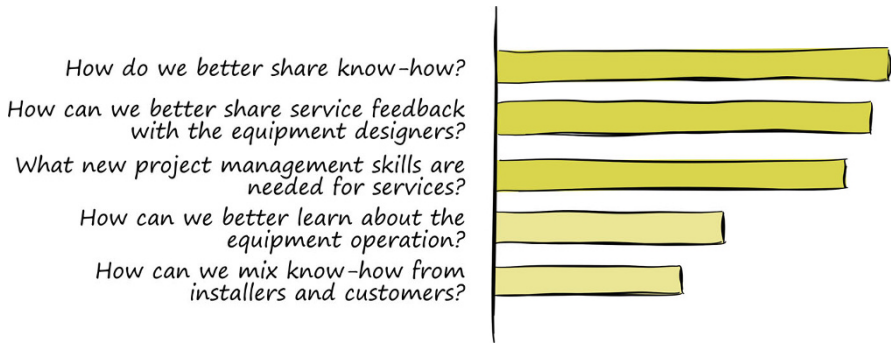 How do we better share know-how?
How can we better share service feedback
with the equipment designers?
What new project management skills are
needed for services?
How can we better learn about the
equipment operation?
How can we mix know-how from
installers and customers?